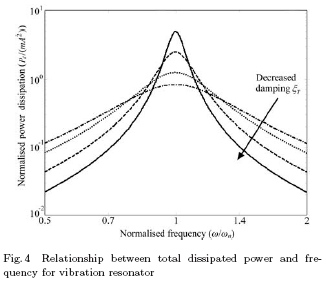 10^1
10^0
10^-1
10^-2
Normalised power dissipation (P_t/(mA^2))
Decreased
damping ξ_t
0.5 0.7 1 1.4 2
Normalised frequency (ω/ω_n)
Fig. 4 Relationship between total dissipated power and fre-
quency for vibration resonator